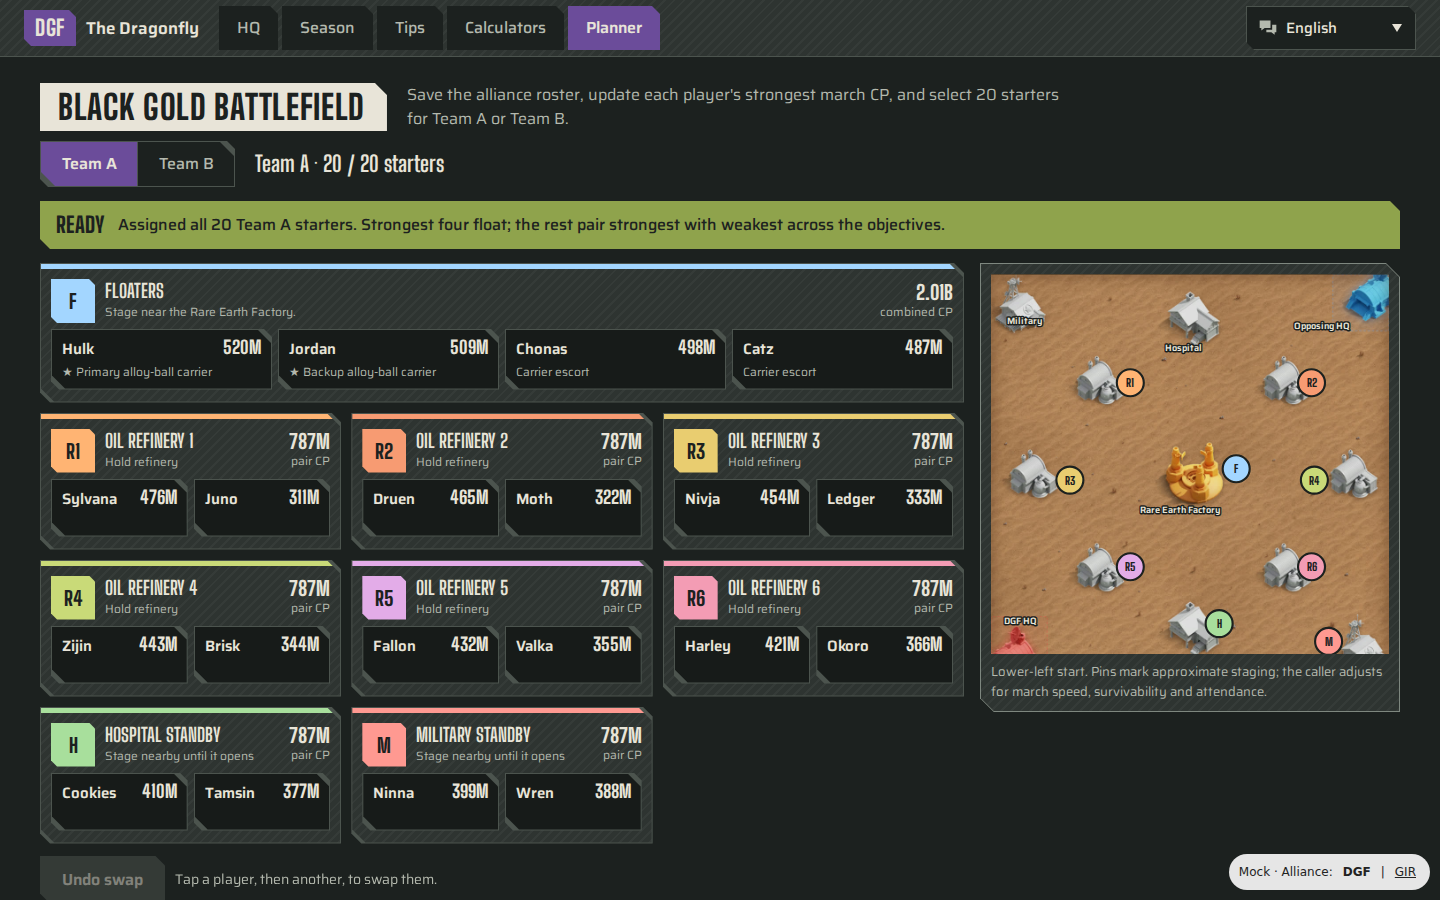 DGF The Dragonfly HQ Season Tips Calculators Planner English
BLACK GOLD BATTLEFIELD
Save the alliance roster, update each player's strongest march CP, and select 20 starters
for Team A or Team B.
Team A Team B Team A · 20 / 20 starters
READY Assigned all 20 Team A starters. Strongest four float; the rest pair strongest with weakest across the objectives.
F FLOATERS 2.01B
Stage near the Rare Earth Factory. combined CP
Hulk 520M Jordan 509M Chonas 498M Catz 487M
★ Primary alloy-ball carrier ★ Backup alloy-ball carrier Carrier escort Carrier escort
R1 OIL REFINERY 1 787M R2 OIL REFINERY 2 787M R3 OIL REFINERY 3 787M
Hold refinery pair CP Hold refinery pair CP Hold refinery pair CP
Sylvana 476M Juno 311M Druen 465M Moth 322M Nivja 454M Ledger 333M
R4 OIL REFINERY 4 787M R5 OIL REFINERY 5 787M R6 OIL REFINERY 6 787M
Hold refinery pair CP Hold refinery pair CP Hold refinery pair CP
Zijin 443M Brisk 344M Fallon 432M Valka 355M Harley 421M Okoro 366M
H HOSPITAL STANDBY 787M M MILITARY STANDBY 787M
Stage nearby until it opens pair CP Stage nearby until it opens pair CP
Cookies 410M Tamsin 377M Ninna 399M Wren 388M
Undo swap Tap a player, then another, to swap them.
Military
Opposing HQ
Hospital
R1 R2
F
R3 R4
Rare Earth Factory
R5 R6
DGF HQ
H
M
Lower-left start. Pins mark approximate staging; the caller adjusts
for march speed, survivability and attendance.
Mock · Alliance: DGF | GIR